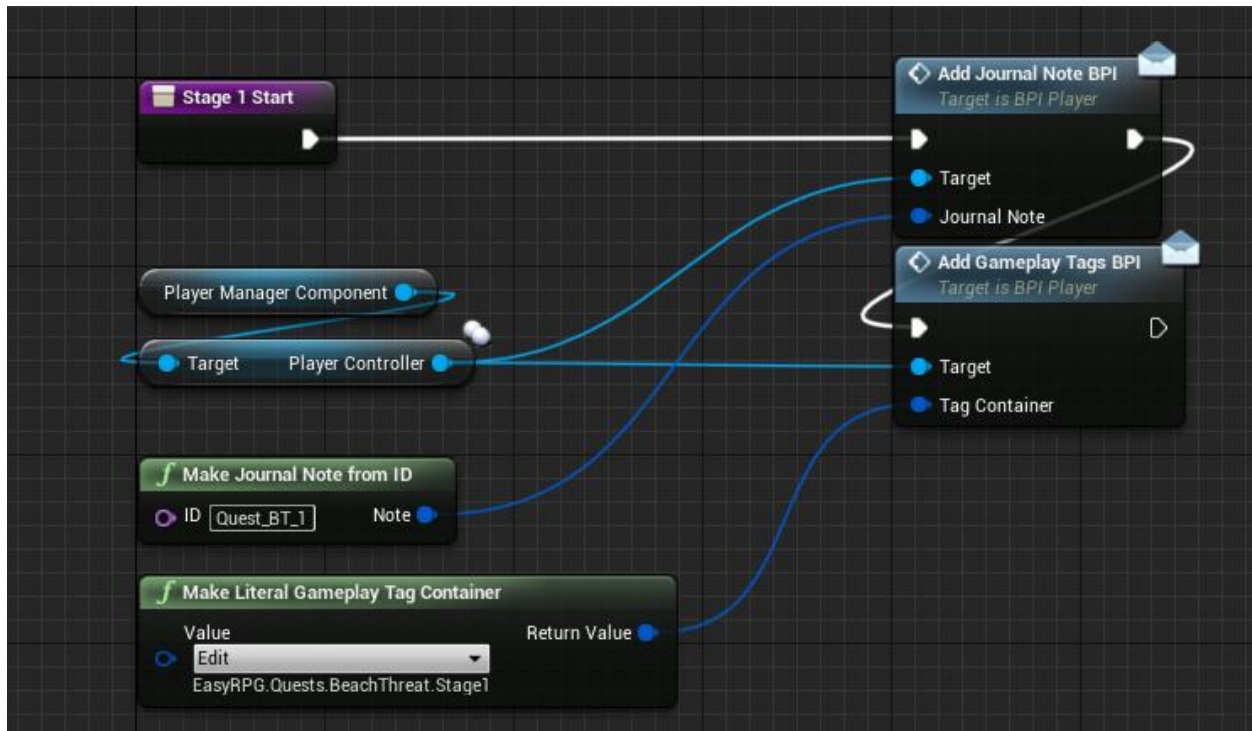 Stage 1 Start
Add Journal Note BPI
Target is BPI Player
Target
Journal Note
Add Gameplay Tags BPI
Target is BPI Player
Target
Tag Container
Player Manager Component
Target Player Controller
Make Journal Note from ID
ID Quest_BT_1 Note
Make Literal Gameplay Tag Container
Value Return Value
Edit
EasyRPG.Quests.BeachThreat.Stage1